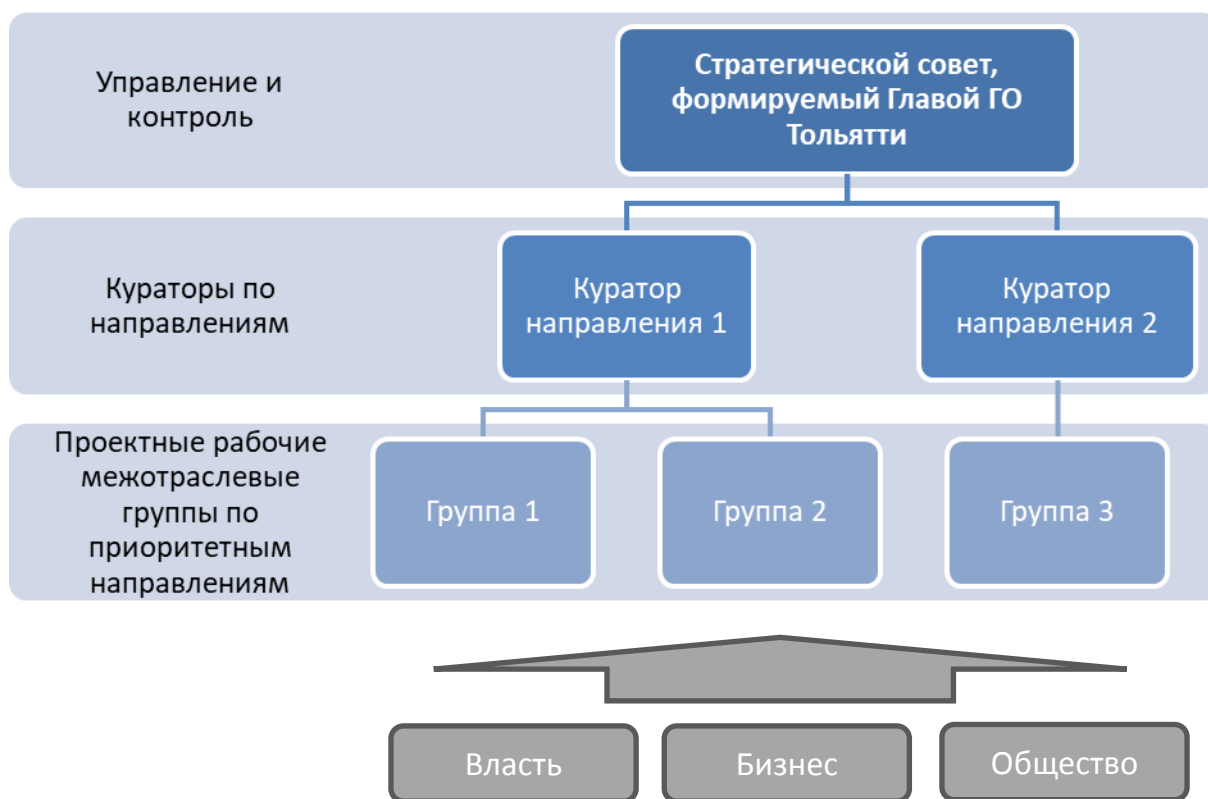 Управление и
контроль
Стратегической совет,
формируемый Главой ГО
Тольятти
Кураторы по
направлениям
Куратор
направления 1
Куратор
направления 2
Проектные рабочие
межотраслевые
группы по
приоритетным
направлениям
Группа 1
Группа 2
Группа 3
Власть
Бизнес
Общество